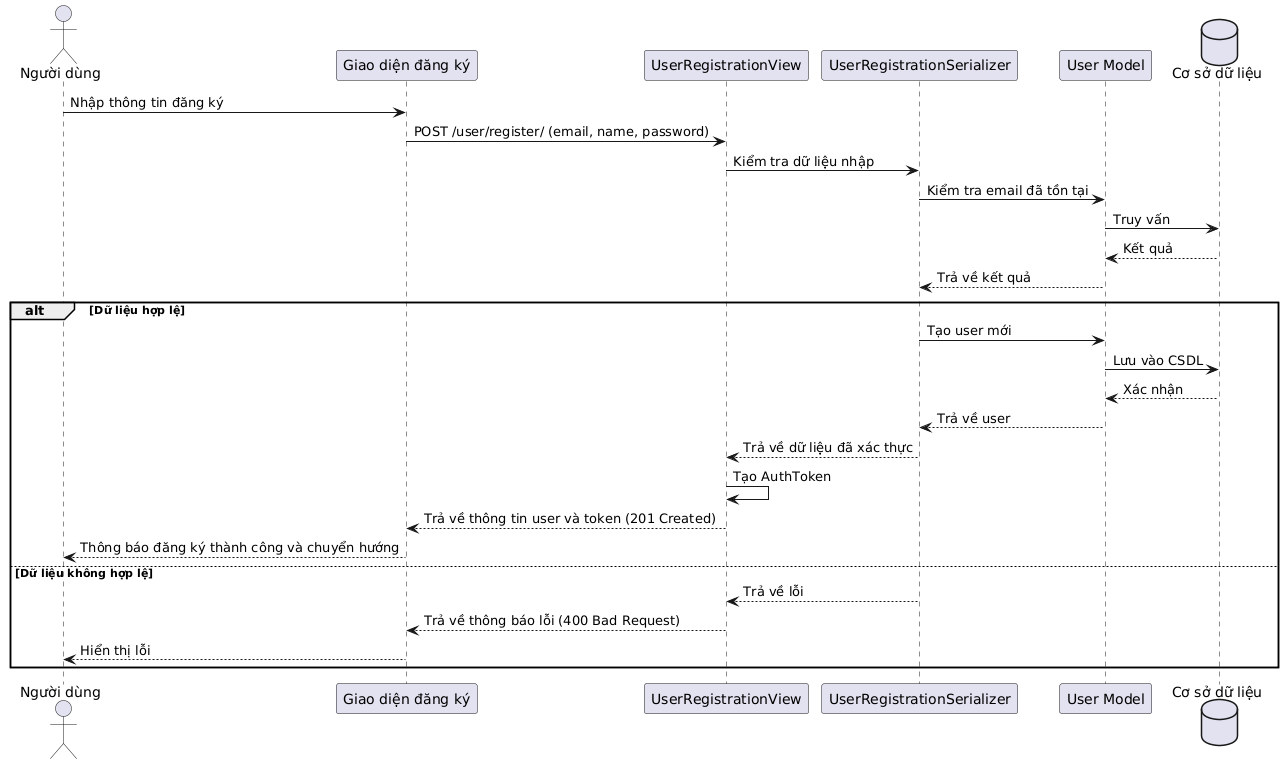 Người dùng
Giao diện đăng ký
UserRegistrationView
UserRegistrationSerializer
User Model
Cơ sở dữ liệu
Nhập thông tin đăng ký
POST /user/register/ (email, name, password)
Kiểm tra dữ liệu nhập
Kiểm tra email đã tồn tại
Truy vấn
Kết quả
Trả về kết quả
alt
[Dữ liệu hợp lệ]
Tạo user mới
Lưu vào CSDL
Xác nhận
Trả về user
Trả về dữ liệu đã xác thực
Tạo AuthToken
Trả về thông tin user và token (201 Created)
Thông báo đăng ký thành công và chuyển hướng
[Dữ liệu không hợp lệ]
Trả về lỗi
Trả về thông báo lỗi (400 Bad Request)
Hiển thị lỗi
Người dùng
Giao diện đăng ký
UserRegistrationView
UserRegistrationSerializer
User Model
Cơ sở dữ liệu